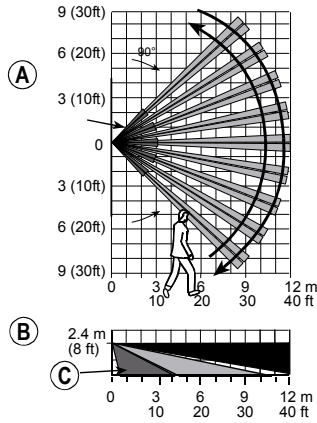 9 (30ft)
6 (20ft)
90°
A
3 (10ft)
0
3 (10ft)
6 (20ft)
9 (30ft)
0 3 6 9 12 m
10 20 30 40 ft
B
2.4 m
(8 ft)
C
0 3 6 9 12 m
10 20 30 40 ft